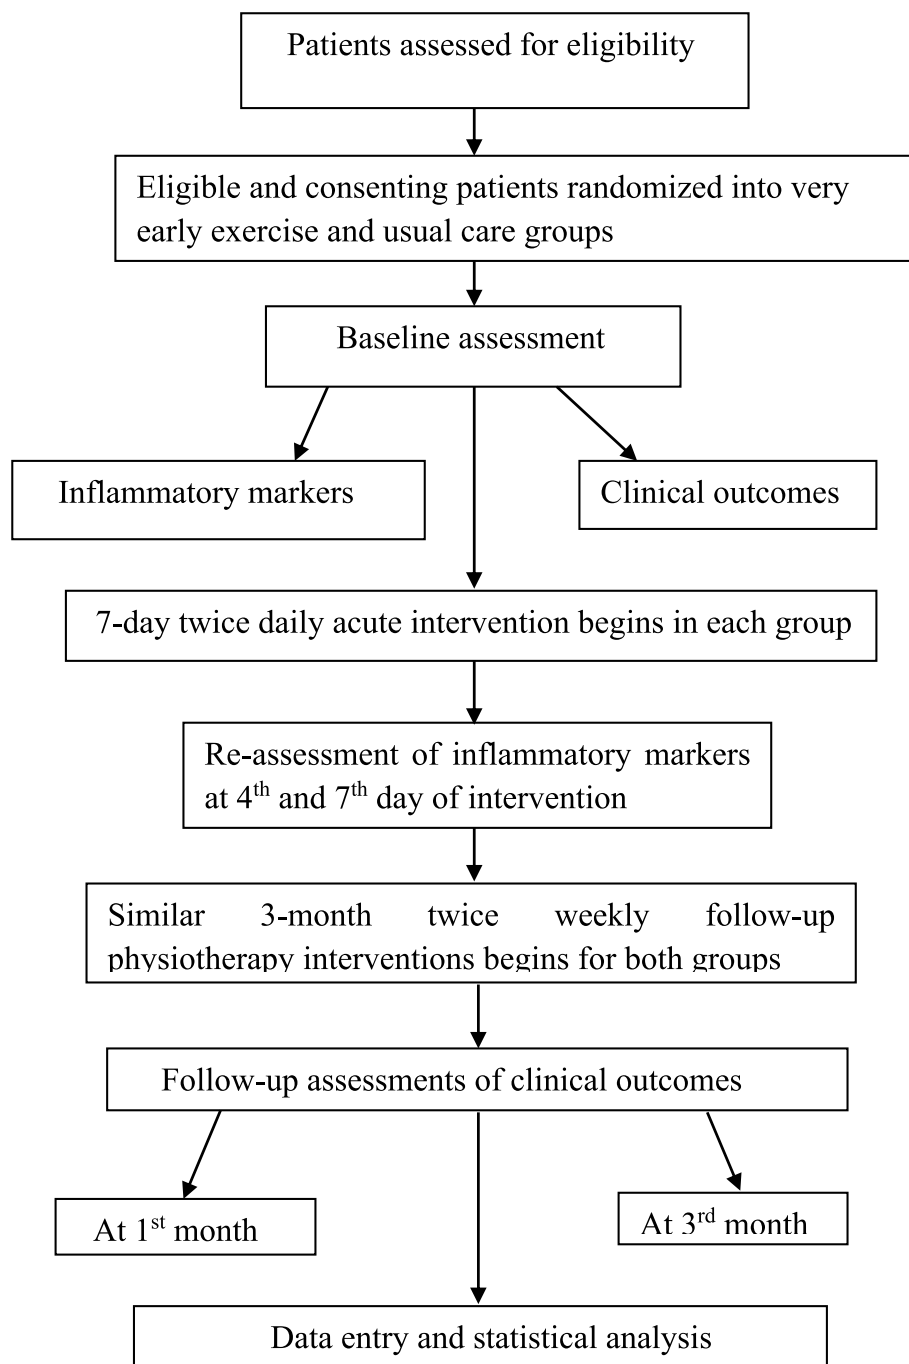 Patients assessed for eligibility
Eligible and consenting patients randomized into very
early exercise and usual care groups
Baseline assessment
Inflammatory markers
Clinical outcomes
7-day twice daily acute intervention begins in each group
Re-assessment of inflammatory markers
at 4th and 7th day of intervention
Similar 3-month twice weekly follow-up
physiotherapy interventions begins for both groups
Follow-up assessments of clinical outcomes
At 1st month
At 3rd month
Data entry and statistical analysis